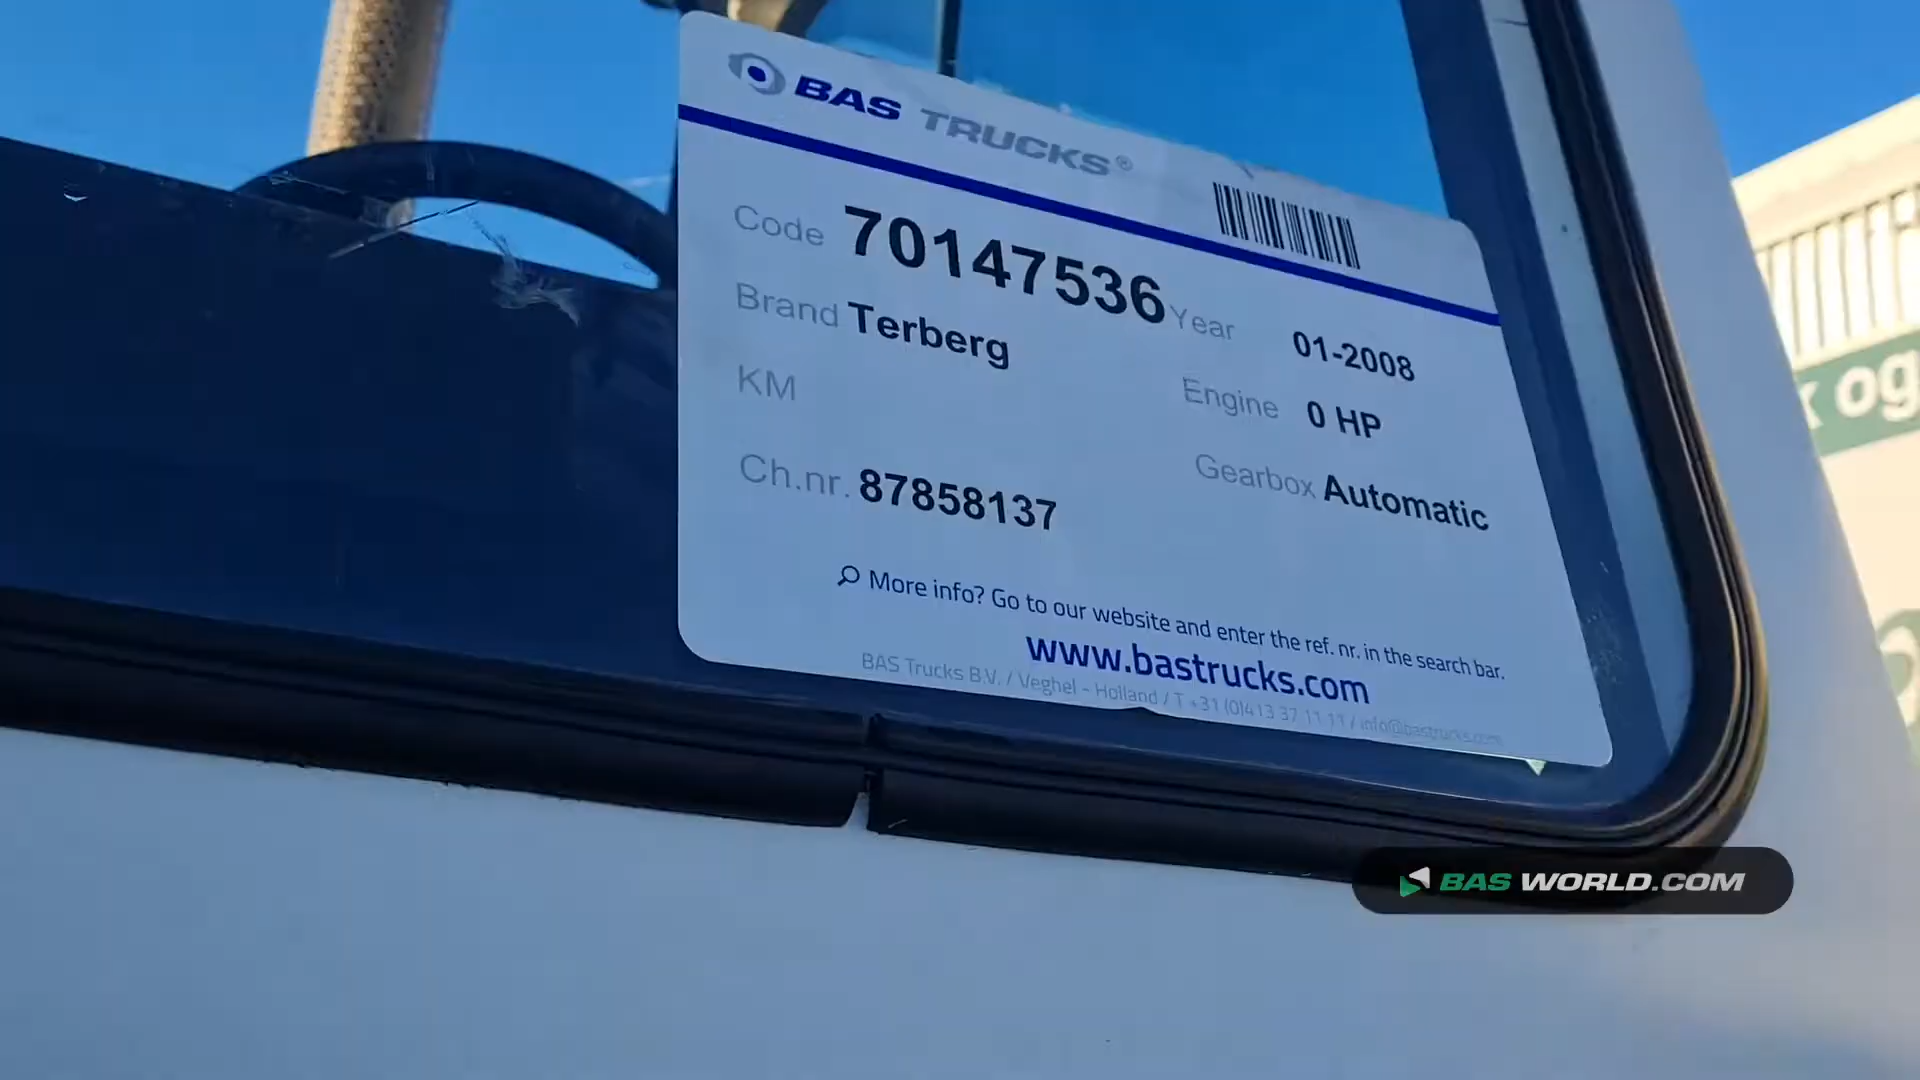 BAS TRUCKS®
Code 70147536
Year 01-2008
Brand Terberg
Engine 0 HP
KM
Gearbox Automatic
Ch.nr. 87858137
More info? Go to our website and enter the ref. nr. in the search bar.
www.bastrucks.com
BAS Trucks B.V. / Veghel - Holland / T +31 (0)413 37 11 11 / info@bastrucks.com
og
BAS WORLD.COM